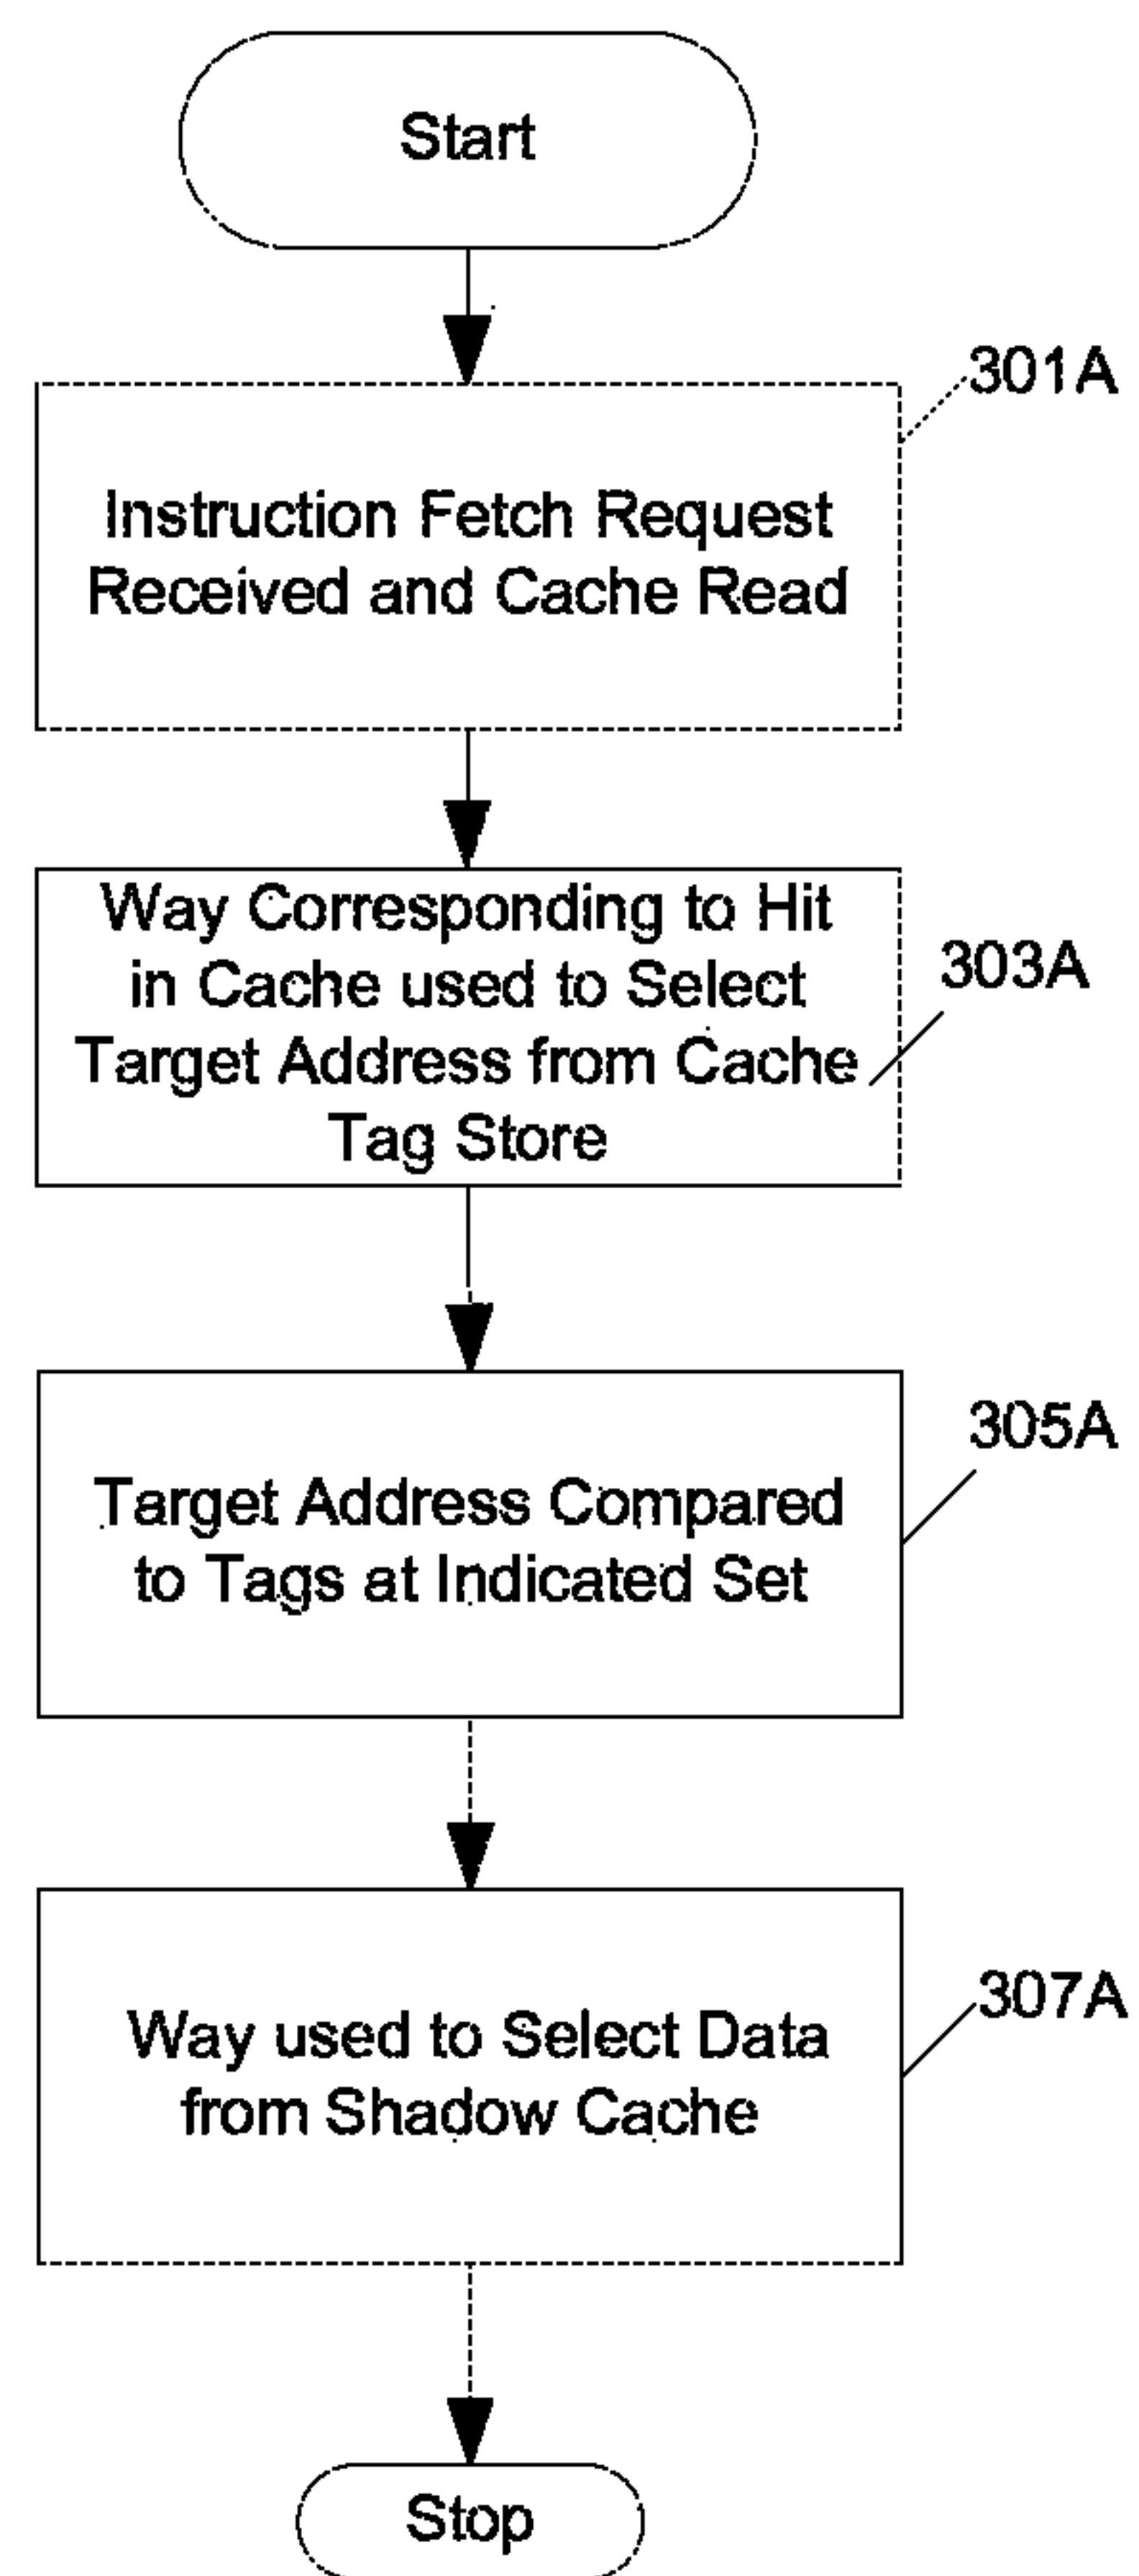 Start
301A
Instruction Fetch Request
Received and Cache Read
Way Corresponding to Hit
in Cache used to Select
303A
Target Address from Cache
Tag Store
305A
Target Address Compared
to Tags at Indicated Set
307A
Way used to Select Data
from Shadow Cache
Stop